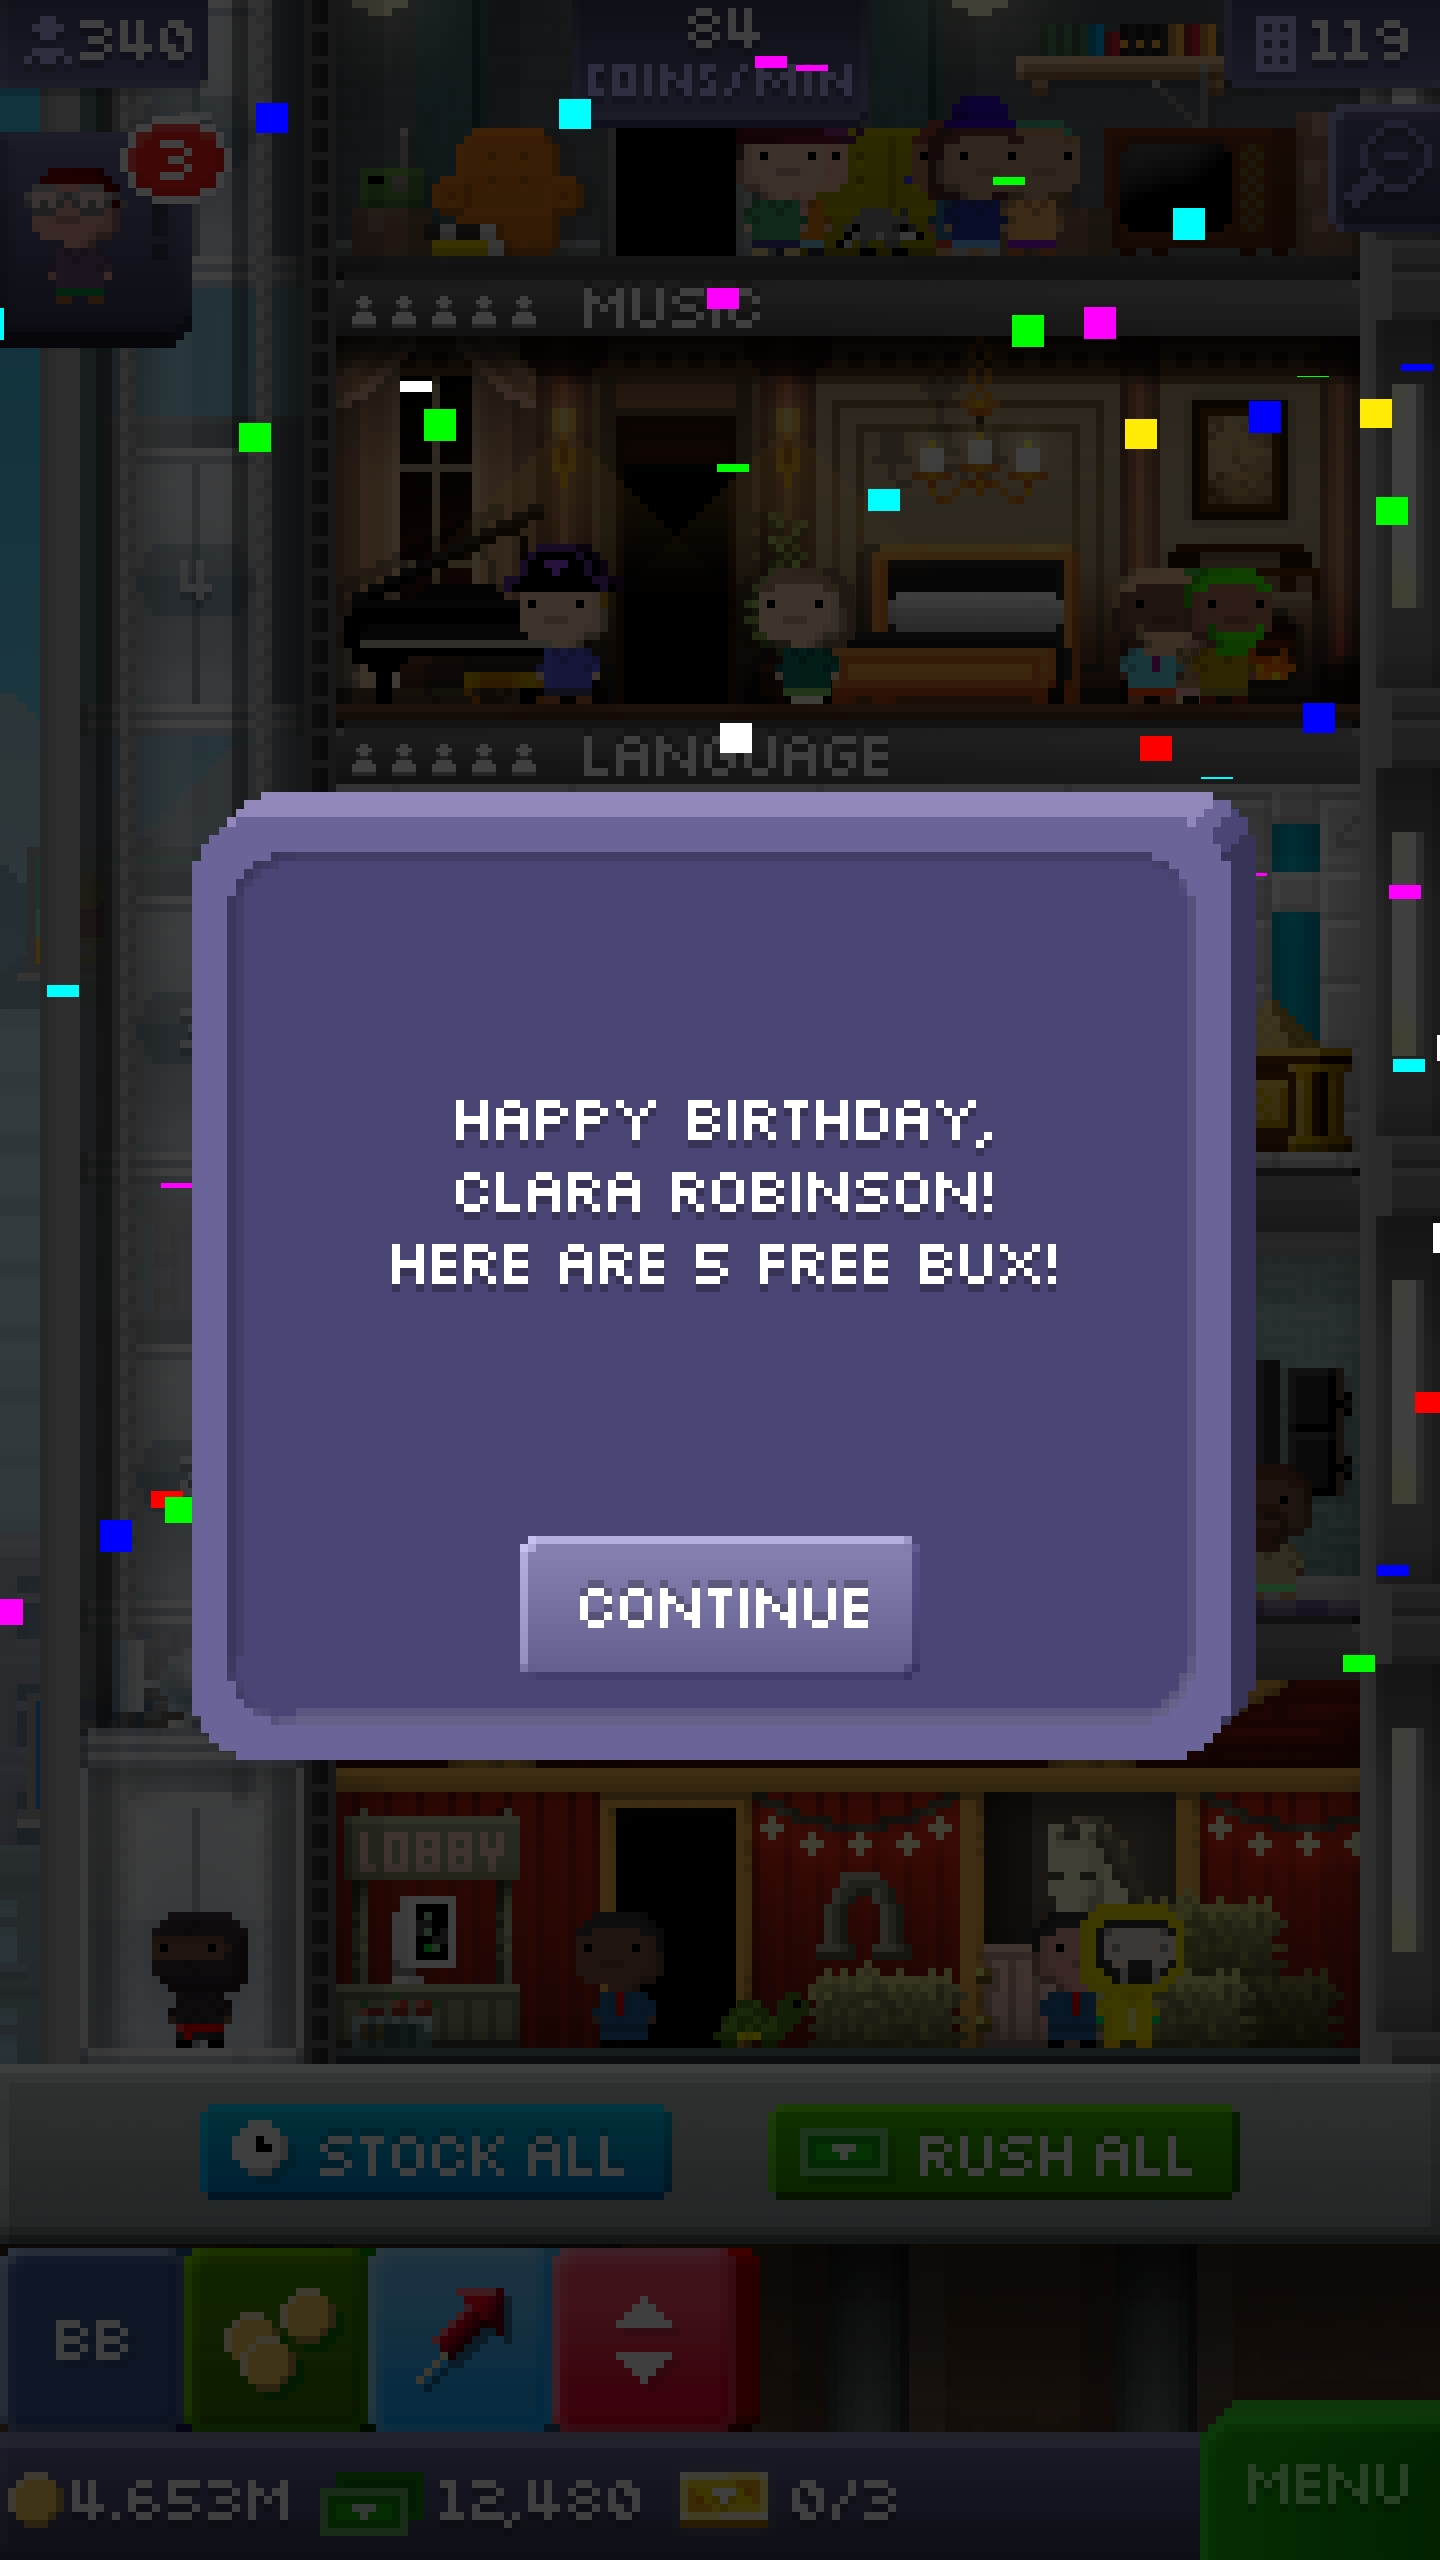 340
84
COINS/MIN
119
3
MUSIC
4
LANGUAGE
HAPPY BIRTHDAY,
CLARA ROBINSON!
HERE ARE 5 FREE BUX!
CONTINUE
LOBBY
STOCK ALL
RUSH ALL
BB
4.653M
12,480
0/3
MENU